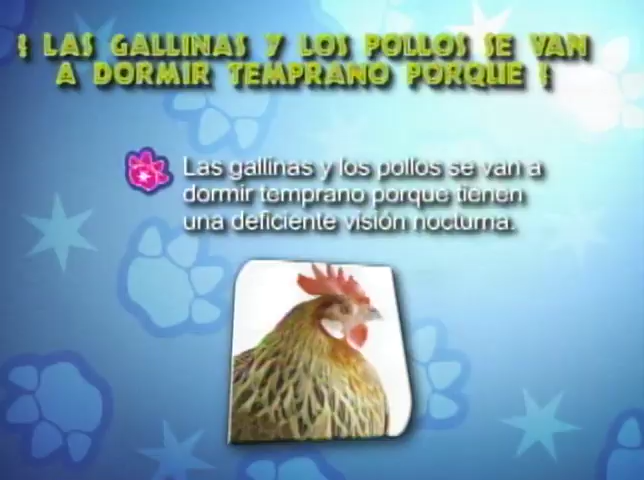 ¿ LAS GALLINAS Y LOS POLLOS SE VAN
A DORMIR TEMPRANO PORQUE ?
Las gallinas y los pollos se van a
dormir temprano porque tienen
una deficiente visión nocturna.